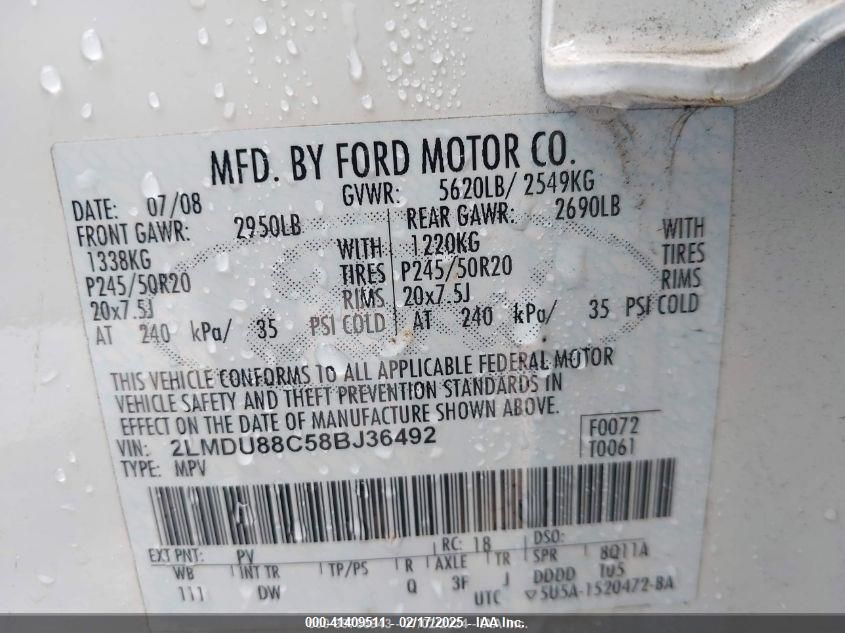 MFD. BY FORD MOTOR CO.
DATE: 07/08 GVWR: 5620LB/ 2549KG
FRONT GAWR: 2950LB REAR GAWR: 2690LB
1338KG WITH 1220KG WITH
P245/50R20 TIRES P245/50R20 TIRES
20x7.5J RIMS 20x7.5J RIMS
AT 240 kPa/ 35 PSI COLD AT 240 kPa/ 35 PSI COLD
THIS VEHICLE CONFORMS TO ALL APPLICABLE FEDERAL MOTOR
VEHICLE SAFETY AND THEFT PREVENTION STANDARDS IN
EFFECT ON THE DATE OF MANUFACTURE SHOWN ABOVE.
VIN: 2LMDU88C58BJ36492 F0072
TYPE: MPV T0061
EXT PNT: PV RC: 18 DSO:
WB INT TR TP/PS R AXLE TR SPR 8Q11A
111 DW Q 3F J DDDD 1U5
UTC 5U5A-1520472-BA
000-41409511 – 02/17/2025 – IAA Inc.